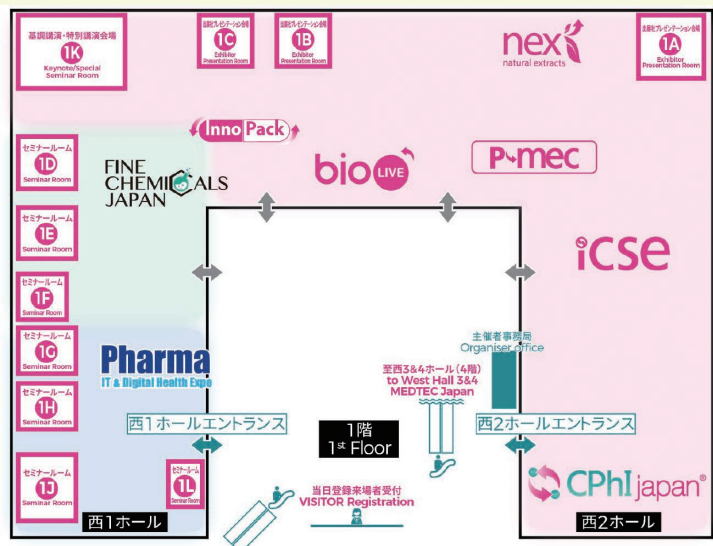 基調講演・特別講演会場
1K
Keynote/Special
Seminar Room
出展社プレゼンテーション会場
1C
Exhibitor
Presentation Room
出展社プレゼンテーション会場
1B
Exhibitor
Presentation Room
nex
natural extracts
出展社プレゼンテーション会場
1A
Exhibitor
Presentation Room
InnoPack
bio LIVE
P-mec
セミナールーム
1D
Seminar Room
FINE
CHEMICALS
JAPAN
セミナールーム
1E
Seminar Room
icse
セミナールーム
1F
Seminar Room
セミナールーム
1G
Seminar Room
Pharma
IT & Digital Health Expo
主催者事務局
Organiser office
至西3&4ホール(4階)
to West Hall 3&4
MEDTEC Japan
セミナールーム
1H
Seminar Room
西1ホールエントランス
1階
1st Floor
西2ホールエントランス
セミナールーム
1J
Seminar Room
セミナールーム
1L
Seminar Room
当日登録来場者受付
VISITOR Registration
CPhI japan®
西1ホール
西2ホール